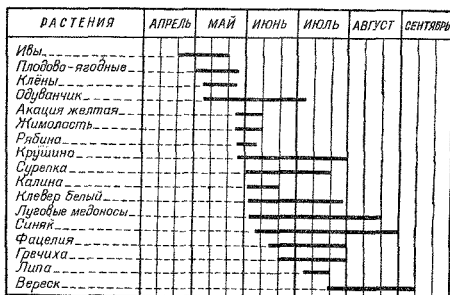 РАСТЕНИЯ АПРЕЛЬ МАЙ ИЮНЬ ИЮЛЬ АВГУСТ СЕНТЯБРЬ
Ивы
Плодово-ягодные
Клёны
Одуванчик
Акация желтая
Жимолость
Рябина
Крушина
Сурепка
Калина
Клевер белый
Луговые медоносы
Синяк
Фацелия
Гречиха
Липа
Вереск